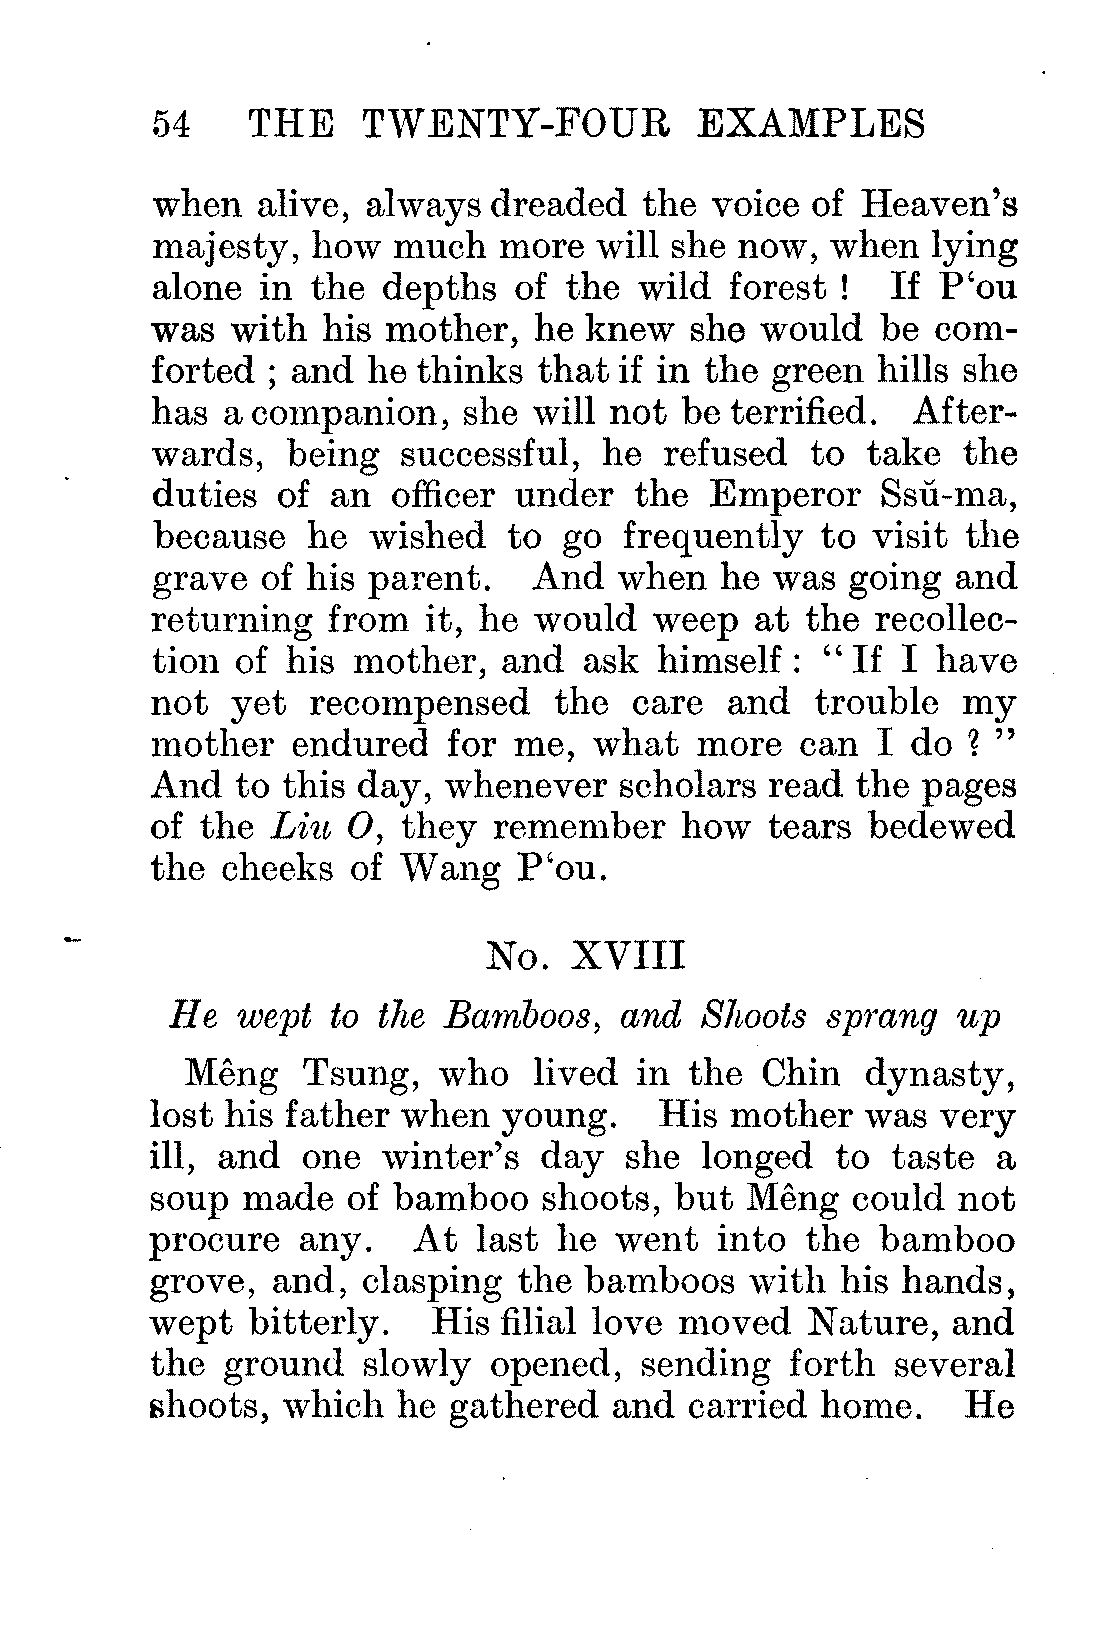 54 THE TWENTY-FOUR EXAMPLES
when alive, always dreaded the voice of Heaven's
majesty, how much more will she now, when lying
alone in the depths of the wild forest ! If P‘ou
was with his mother, he knew she would be com-
forted ; and he thinks that if in the green hills she
has a companion, she will not be terrified. After-
wards, being successful, he refused to take the
duties of an officer under the Emperor Ssŭ-ma,
because he wished to go frequently to visit the
grave of his parent. And when he was going and
returning from it, he would weep at the recollec-
tion of his mother, and ask himself : “ If I have
not yet recompensed the care and trouble my
mother endured for me, what more can I do ? ”
And to this day, whenever scholars read the pages
of the Liu O, they remember how tears bedewed
the cheeks of Wang P‘ou.
No. XVIII
He wept to the Bamboos, and Shoots sprang up
Mêng Tsung, who lived in the Chin dynasty,
lost his father when young. His mother was very
ill, and one winter's day she longed to taste a
soup made of bamboo shoots, but Mêng could not
procure any. At last he went into the bamboo
grove, and, clasping the bamboos with his hands,
wept bitterly. His filial love moved Nature, and
the ground slowly opened, sending forth several
shoots, which he gathered and carried home. He